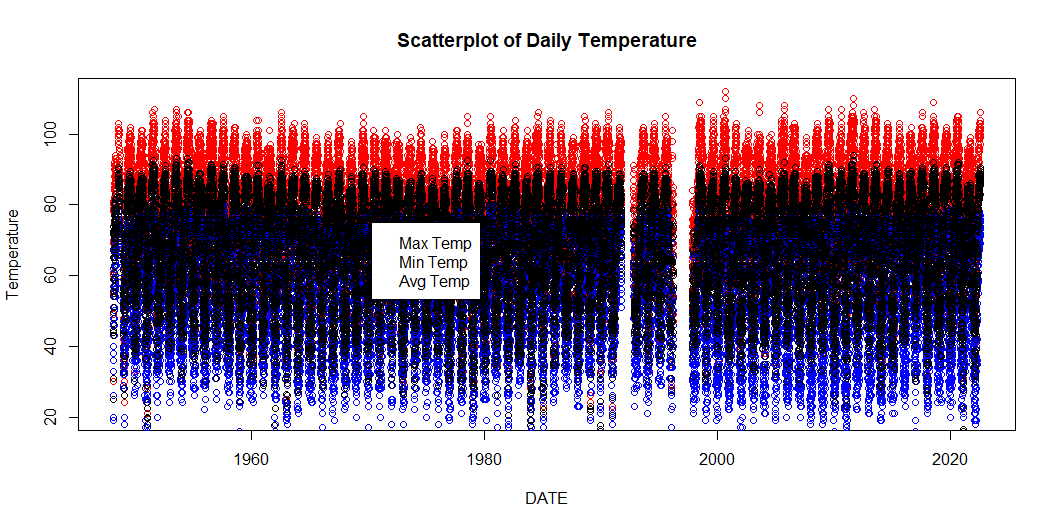 Scatterplot of Daily Temperature
Temperature
100
80
60
40
20
Max Temp
Min Temp
Avg Temp
1960
1980
2000
2020
DATE